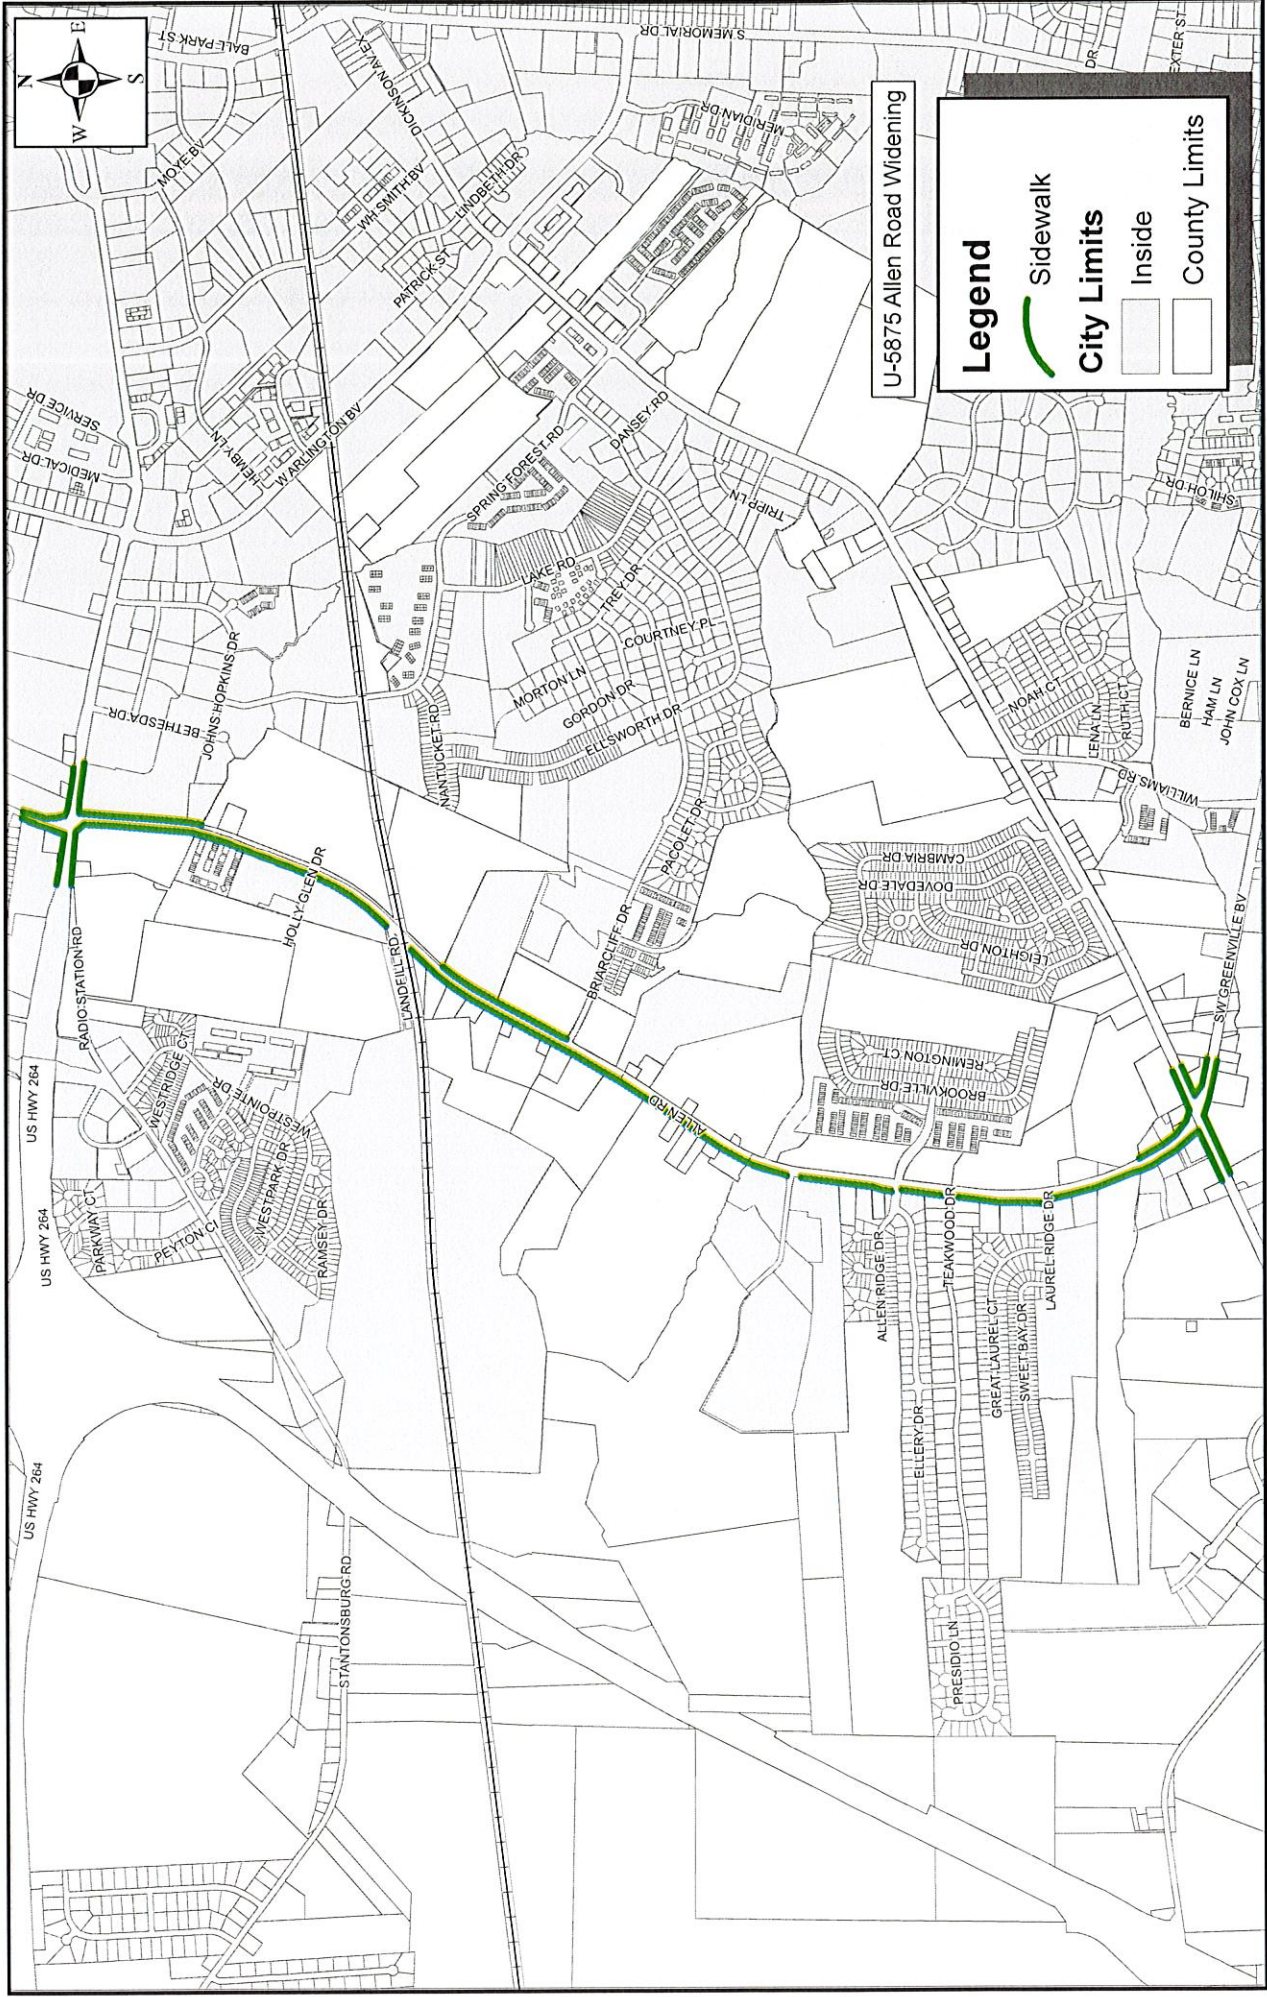 N
E
W
S
BALLPARK ST
S MEMORIAL DR
DR
EXTER ST
DICKINSON AVEX
MOYE BV
WH SMITH BV
LINDBETH DR
PATRICK ST
MERIDIAN DR
U-5875 Allen Road Widening
Legend
Sidewalk
City Limits
Inside
County Limits
SERVICE DR
MEDICAL DR
HEMBY LN
W ARLINGTON BV
SPRING FOREST RD
DANSEY RD
TRIPP LN
SHILOH DR
LAKE RD
TREY DR
COURTNEY PL
MORTON LN
GORDON DR
ELLSWORTH DR
JOHNS HOPKINS DR
BETHESDA DR
NANTUCKET RD
PACOLET DR
BRIARCLIFF DR
NOAH CT
LENA LN
RUTH CT
BERNICE LN
HAM LN
JOHN COX LN
WILLIAMS RD
CAMBRIA DR
DOVEDALE DR
LEIGHTON DR
SW GREENVILLE BV
HOLY GLEN DR
LANDFILL RD
RADIO STATION RD
US HWY 264
WESTRIDGE CT
WESTPOINTE DR
WESTPARK DR
RAMSEY DR
PARKWAY CT
PEYTON CI
US HWY 264
ALLEN RD
REMINGTON CT
BROOKVILLE DR
ALLEN RIDGE DR
TEAKWOOD DR
LAUREL RIDGE DR
GREAT LAUREL CT
SWEET BAY DR
ELLERY DR
US HWY 264
STANTONSBURG RD
PRESIDIO LN